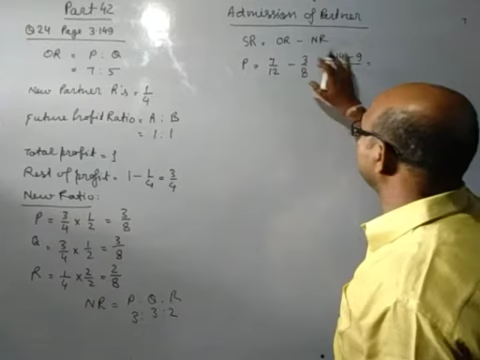 Part 42
Q24 Page 3.149
OR = P : Q
= 7 : 5
New Partner R's = 1/4
Future Profit Ratio = A : B
= 1 : 1
Total profit = 1
Rest of profit = 1 - 1/4 = 3/4
New Ratio:
P = 3/4 × 1/2 = 3/8
Q = 3/4 × 1/2 = 3/8
R = 1/4 × 2/2 = 2/8
NR = P : Q : R
3 : 3 : 2
Admission of Partner
SR = OR - NR
P = 7/12 - 3/8 14 - 9 =